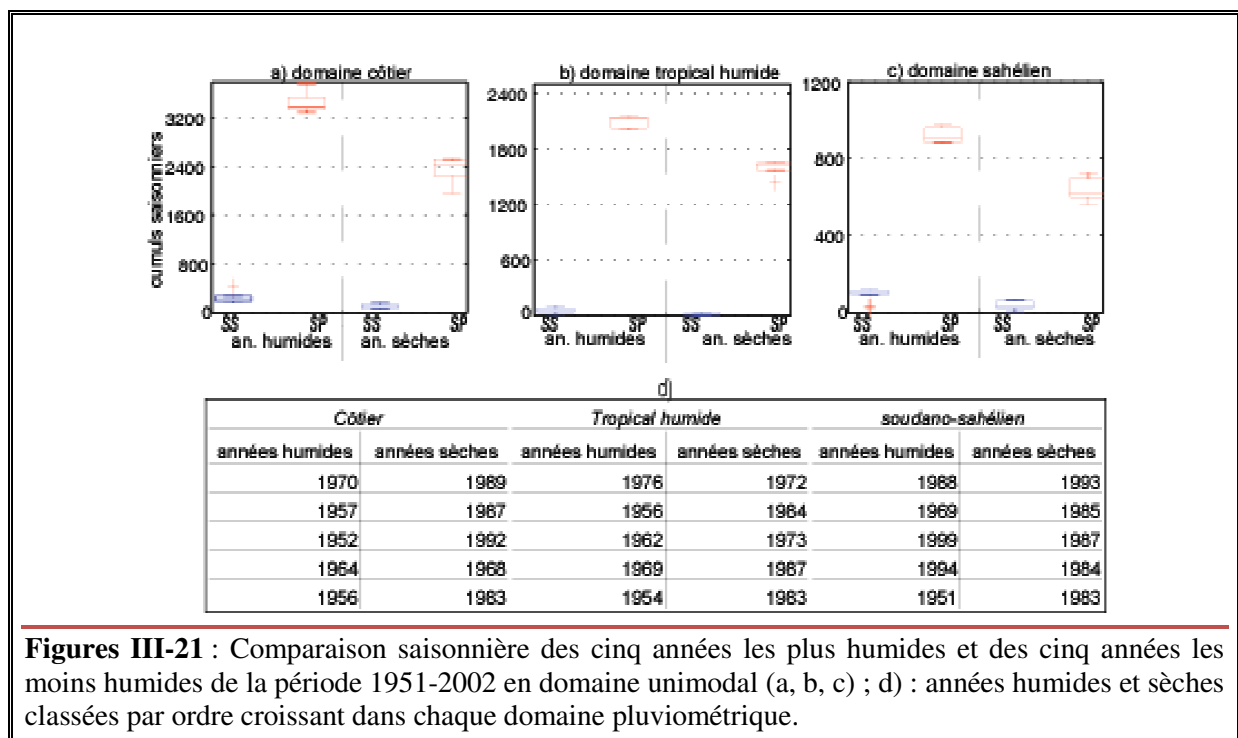 a) domaine côtier
b) domaine tropical humide
c) domaine sahélien
cumuls saisonniers
3200
2400
1600
800
0
SS SP SS SP
an. humides an. sèches
2400
1800
1200
600
0
SS SP SS SP
an. humides an. sèches
1200
800
400
0
SS SP SS SP
an. humides an. sèches
d)
Côtier Tropical humide soudano-sahélien
années humides années sèches années humides années sèches années humides années sèches
1970 1989 1976 1972 1988 1993
1957 1987 1956 1984 1969 1985
1952 1992 1962 1973 1999 1987
1964 1968 1969 1987 1994 1984
1956 1983 1954 1983 1951 1983
Figures III-21 : Comparaison saisonnière des cinq années les plus humides et des cinq années les
moins humides de la période 1951-2002 en domaine unimodal (a, b, c) ; d) : années humides et sèches
classées par ordre croissant dans chaque domaine pluviométrique.